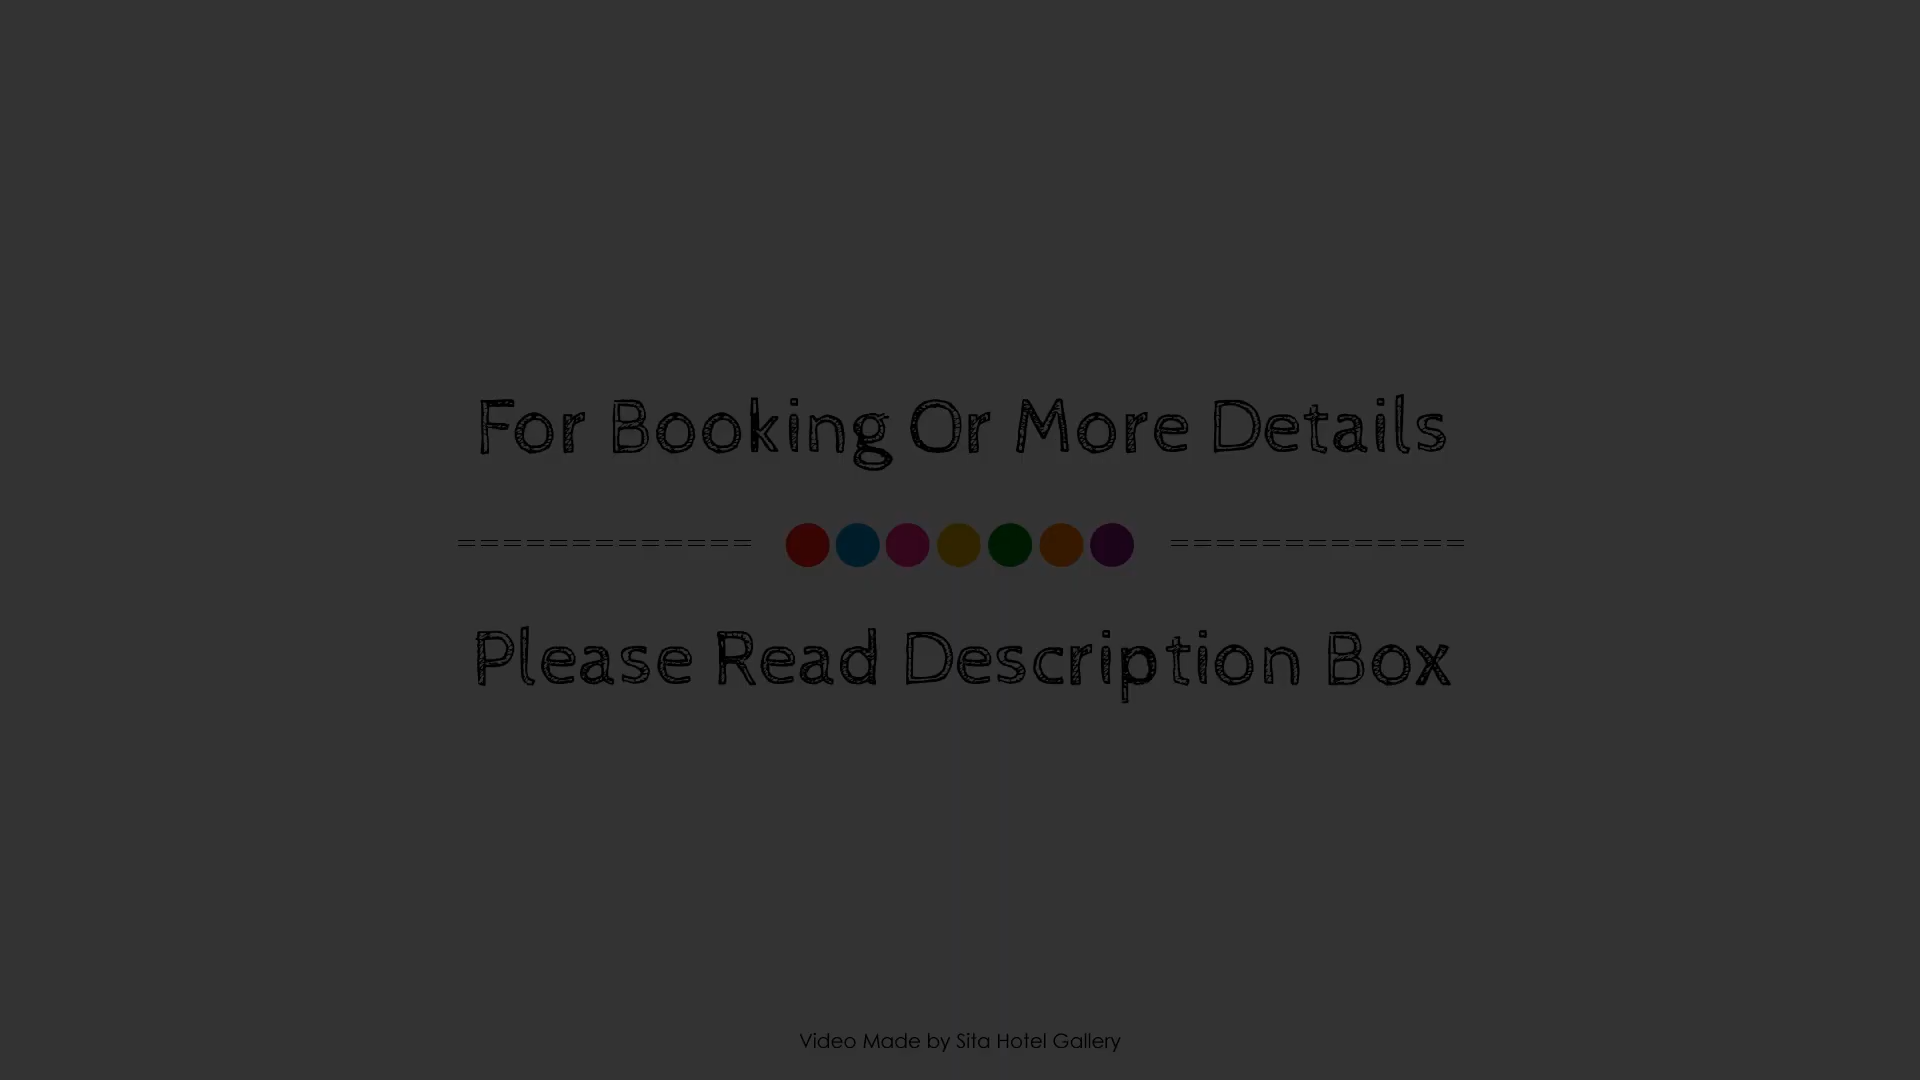 For Booking Or More Details
============= =============
Please Read Description Box
Video Made by Sita Hotel Gallery